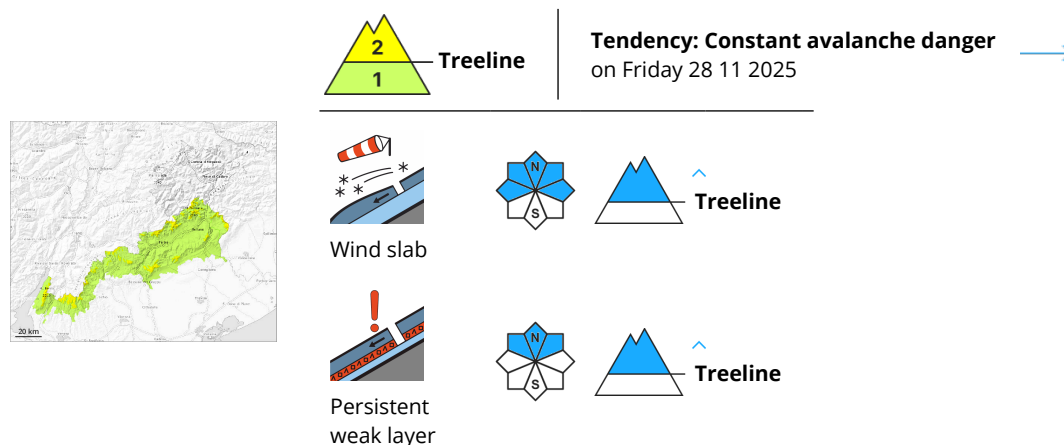 2
Treeline
1
Tendency: Constant avalanche danger
on Friday 28 11 2025
20 km
Wind slab
N
S
Treeline
Persistent
weak layer
N
S
Treeline